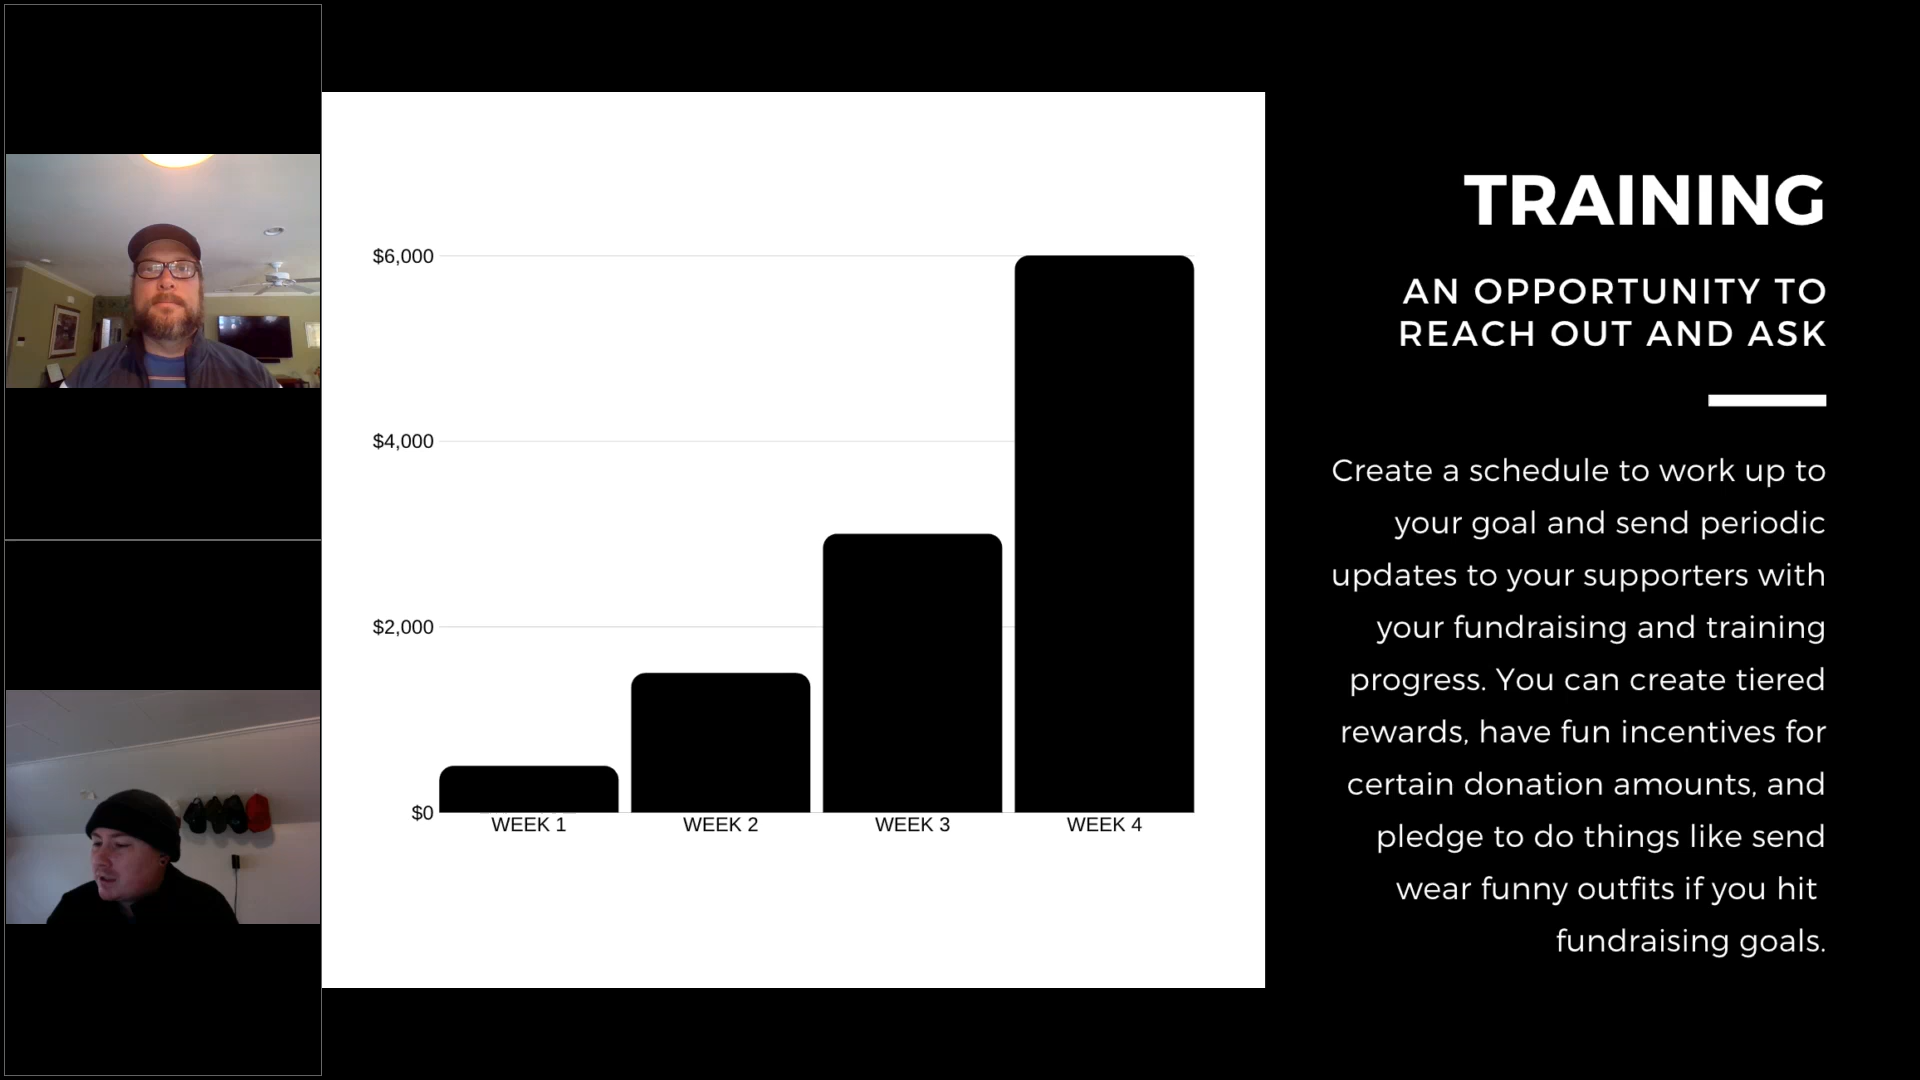 $6,000
$4,000
$2,000
$0
WEEK 1
WEEK 2
WEEK 3
WEEK 4
TRAINING
AN OPPORTUNITY TO
REACH OUT AND ASK
Create a schedule to work up to
your goal and send periodic
updates to your supporters with
your fundraising and training
progress. You can create tiered
rewards, have fun incentives for
certain donation amounts, and
pledge to do things like send
wear funny outfits if you hit
fundraising goals.